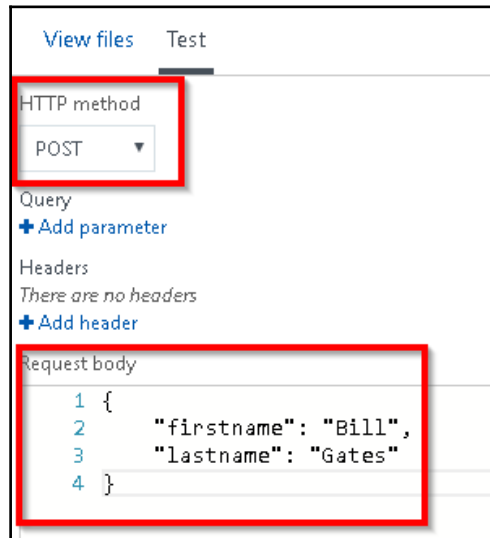 View files Test
HTTP method
POST
Query
+ Add parameter
Headers
There are no headers
+ Add header
Request body
1 {
2 "firstname": "Bill",
3 "lastname": "Gates"
4 }